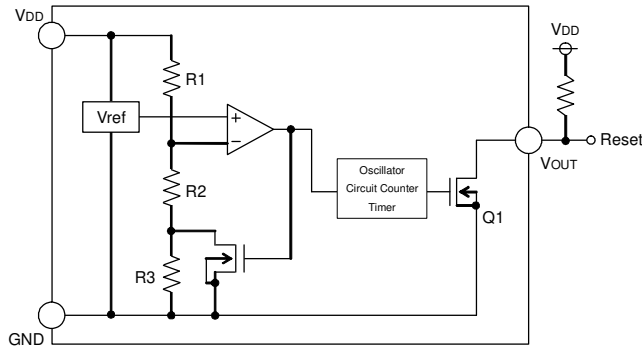 VDD
R1
VDD
Vref
+
−
Reset
VOUT
Oscillator
Circuit Counter
Timer
R2
Q1
R3
GND